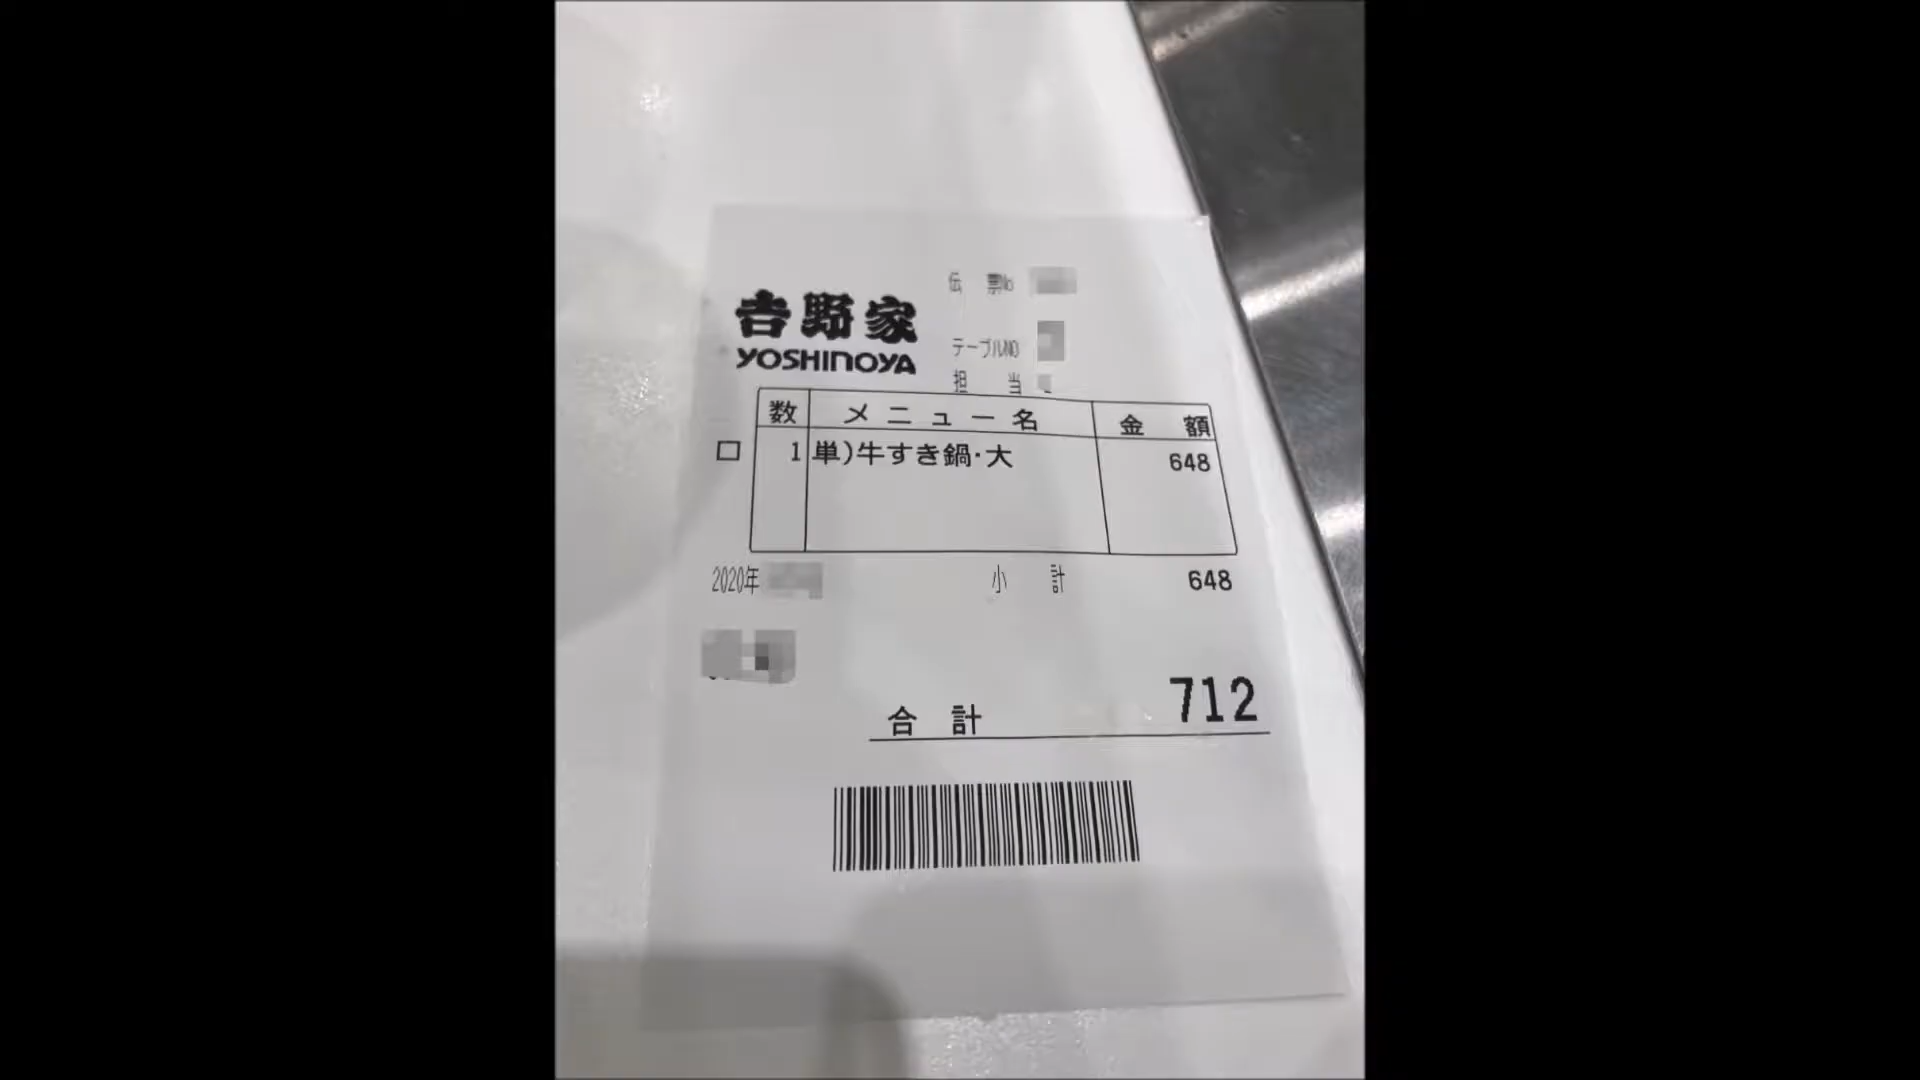 伝票No
吉野家
YOSHINOYA
テーブルNO
担当
数 メニュー名 金額
□ 1 単)牛すき鍋・大 648
2020年 小計 648
合計 712